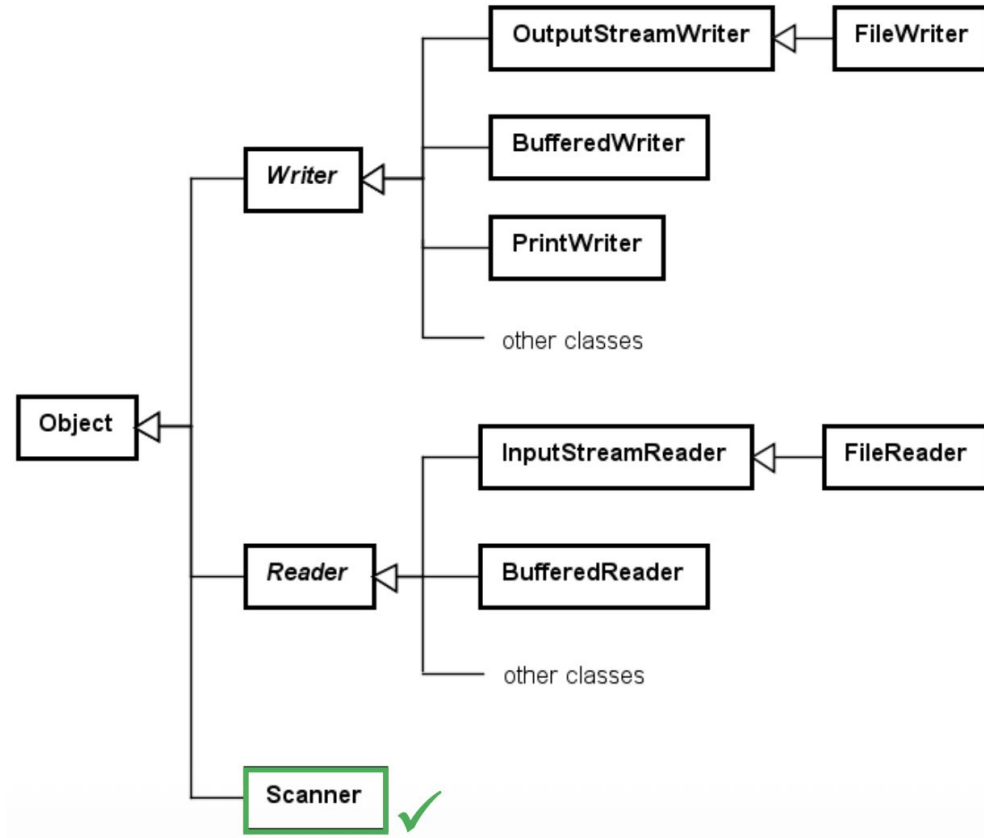 OutputStreamWriter
FileWriter
BufferedWriter
Writer
PrintWriter
other classes
Object
InputStreamReader
FileReader
Reader
BufferedReader
other classes
Scanner